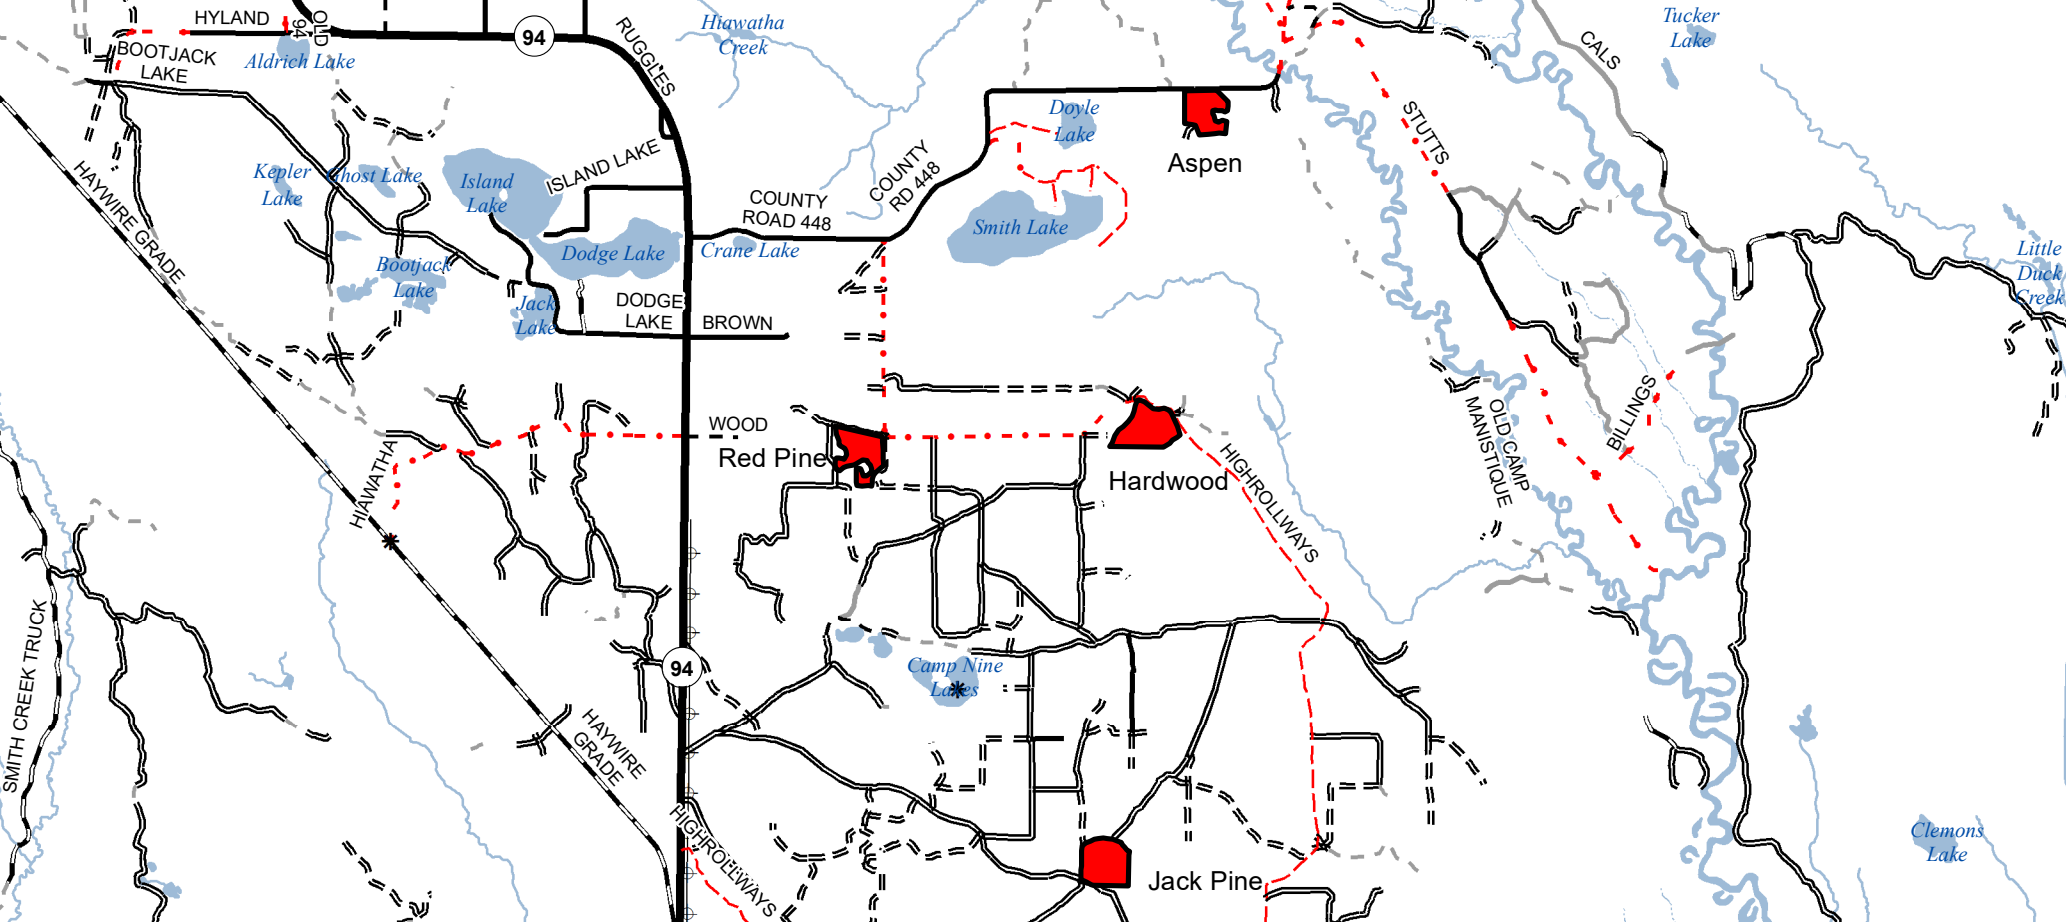 HYLAND
OLD
94
94
RUGGLES
Hiawatha
Creek
Tucker
Lake
CALS
BOOTJACK
LAKE
Aldrich Lake
Doyle
Lake
STUTTS
Aspen
HAYWIRE GRADE
Kepler
Lake
Ghost Lake
Island
Lake
ISLAND LAKE
COUNTY
ROAD 448
COUNTY
RD 448
Smith Lake
Dodge Lake
Crane Lake
Bootjack
Lake
Little
Duck
Creek
Jack
Lake
DODGE
LAKE
BROWN
WOOD
Red Pine
Hardwood
HIGHROLLWAYS
OLD CAMP
MANISTIQUE
BILLINGS
HIAWATHA
SMITH CREEK TRUCK
94
Camp Nine
Lakes
HAYWIRE
GRADE
HIGHROLLWAYS
Jack Pine
Clemons
Lake